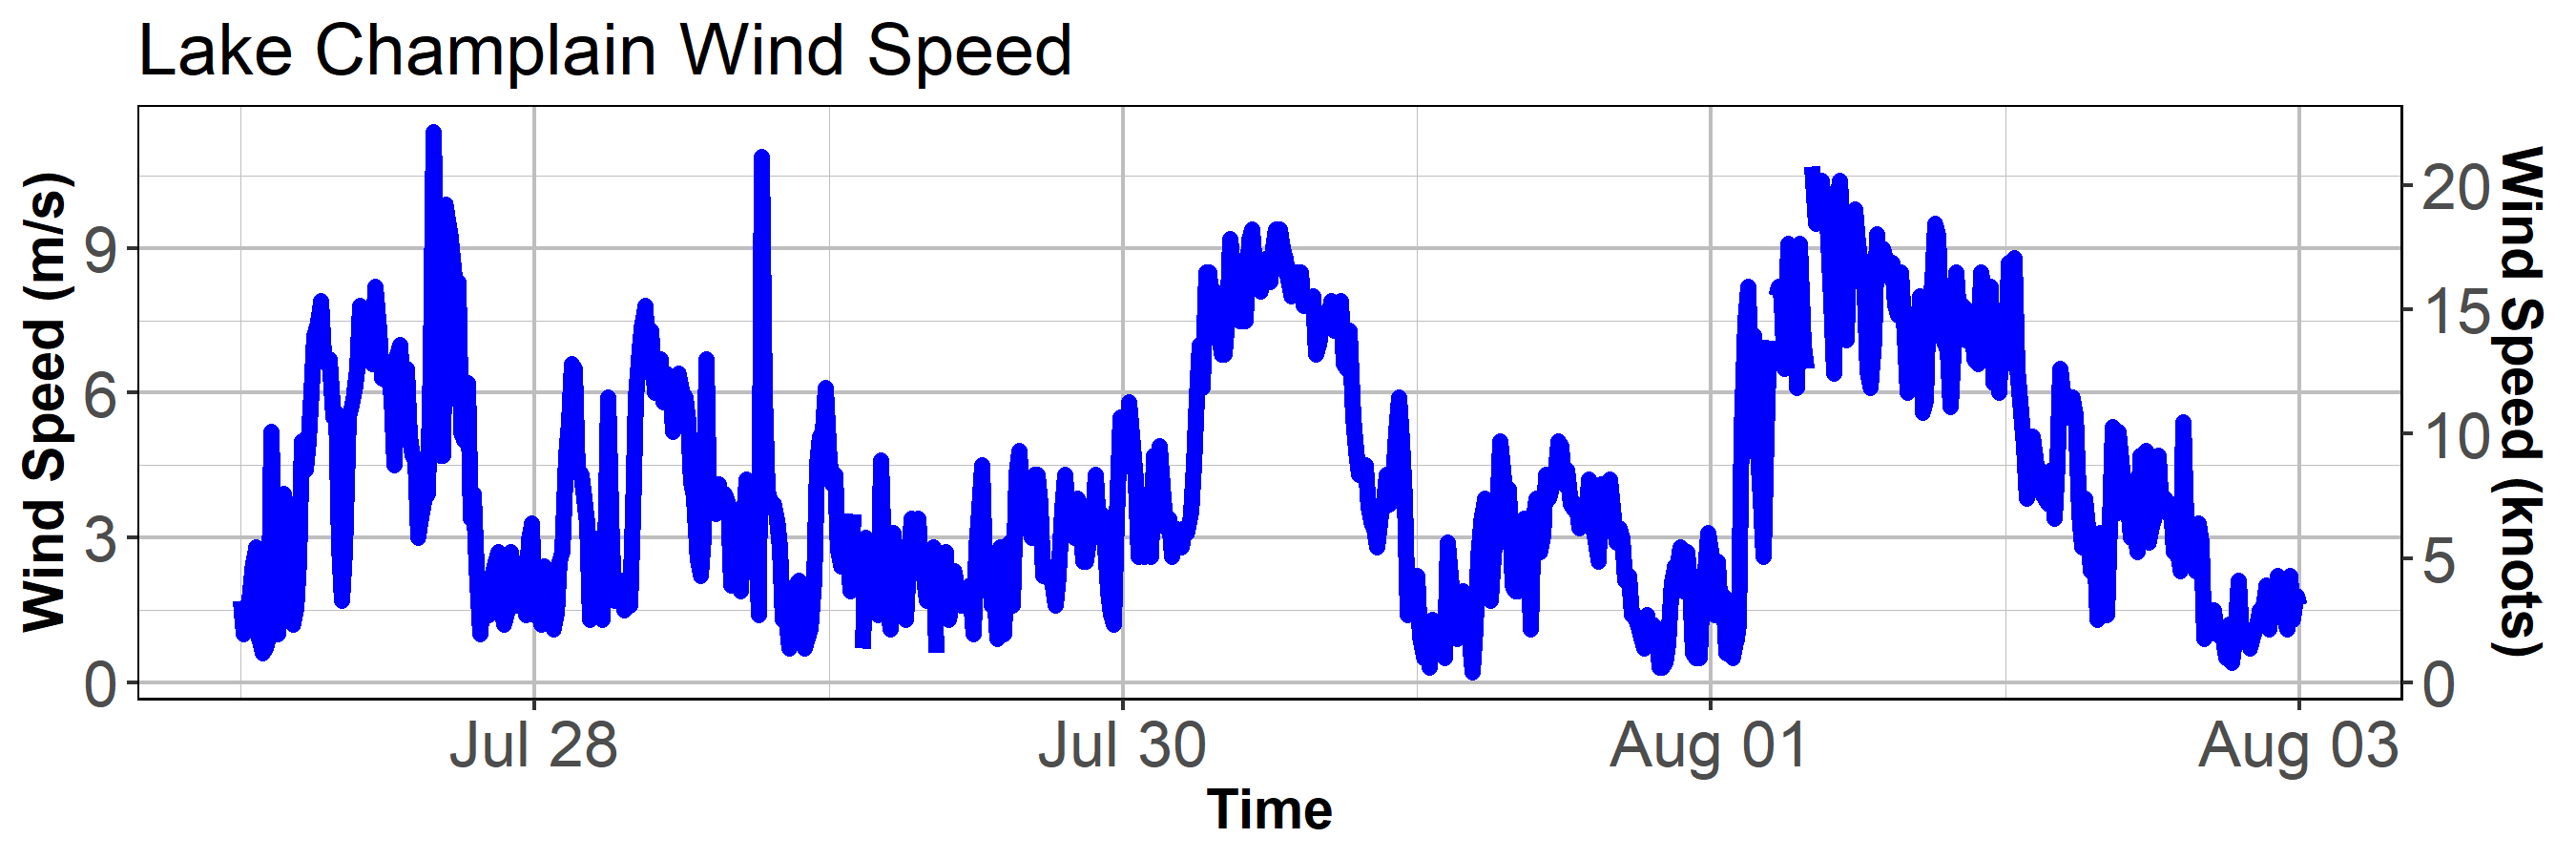 Lake Champlain Wind Speed
Wind Speed (m/s)
9
6
3
0
20
15
10
5
0
Wind Speed (knots)
Jul 28
Jul 30
Aug 01
Aug 03
Time